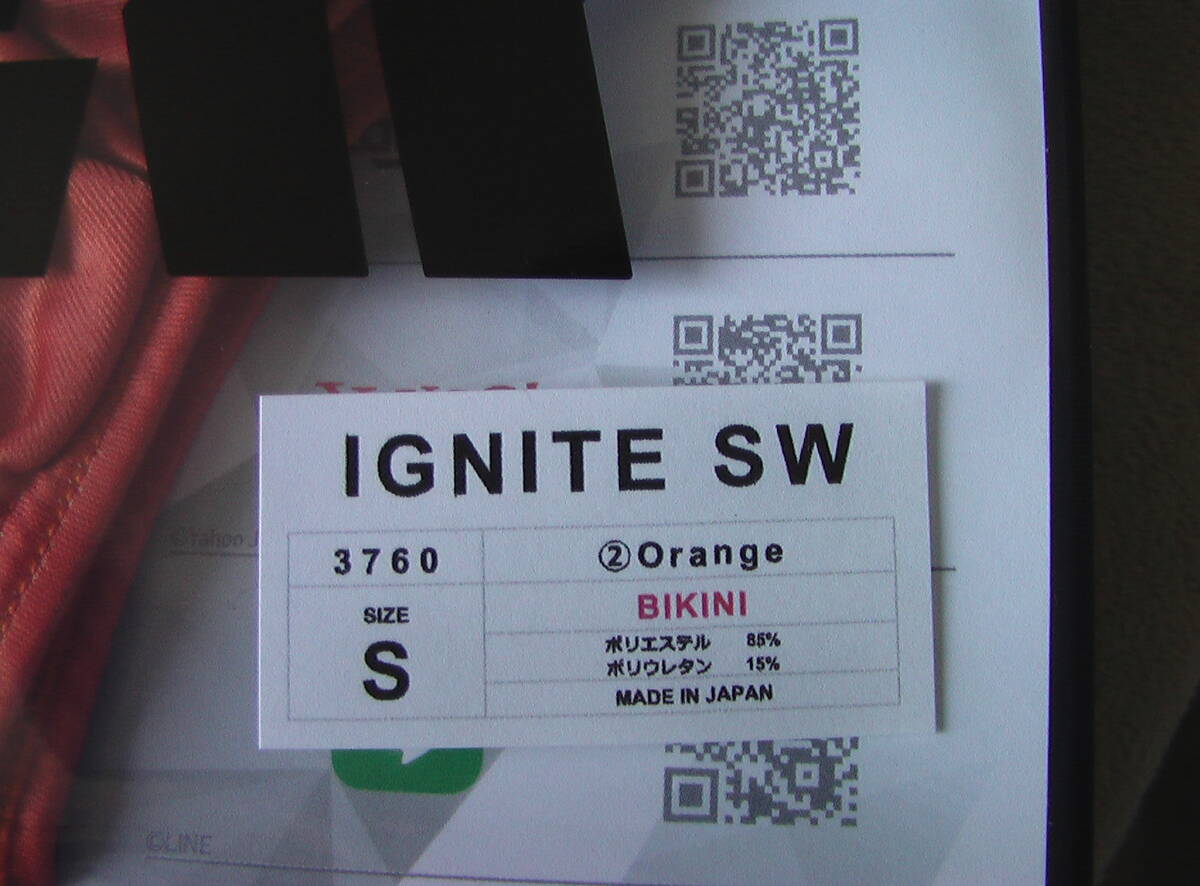 IGNITE SW
3760
②Orange
SIZE
S
BIKINI
ポリエステル 85%
ポリウレタン 15%
MADE IN JAPAN
©Yahoo J
©LINE